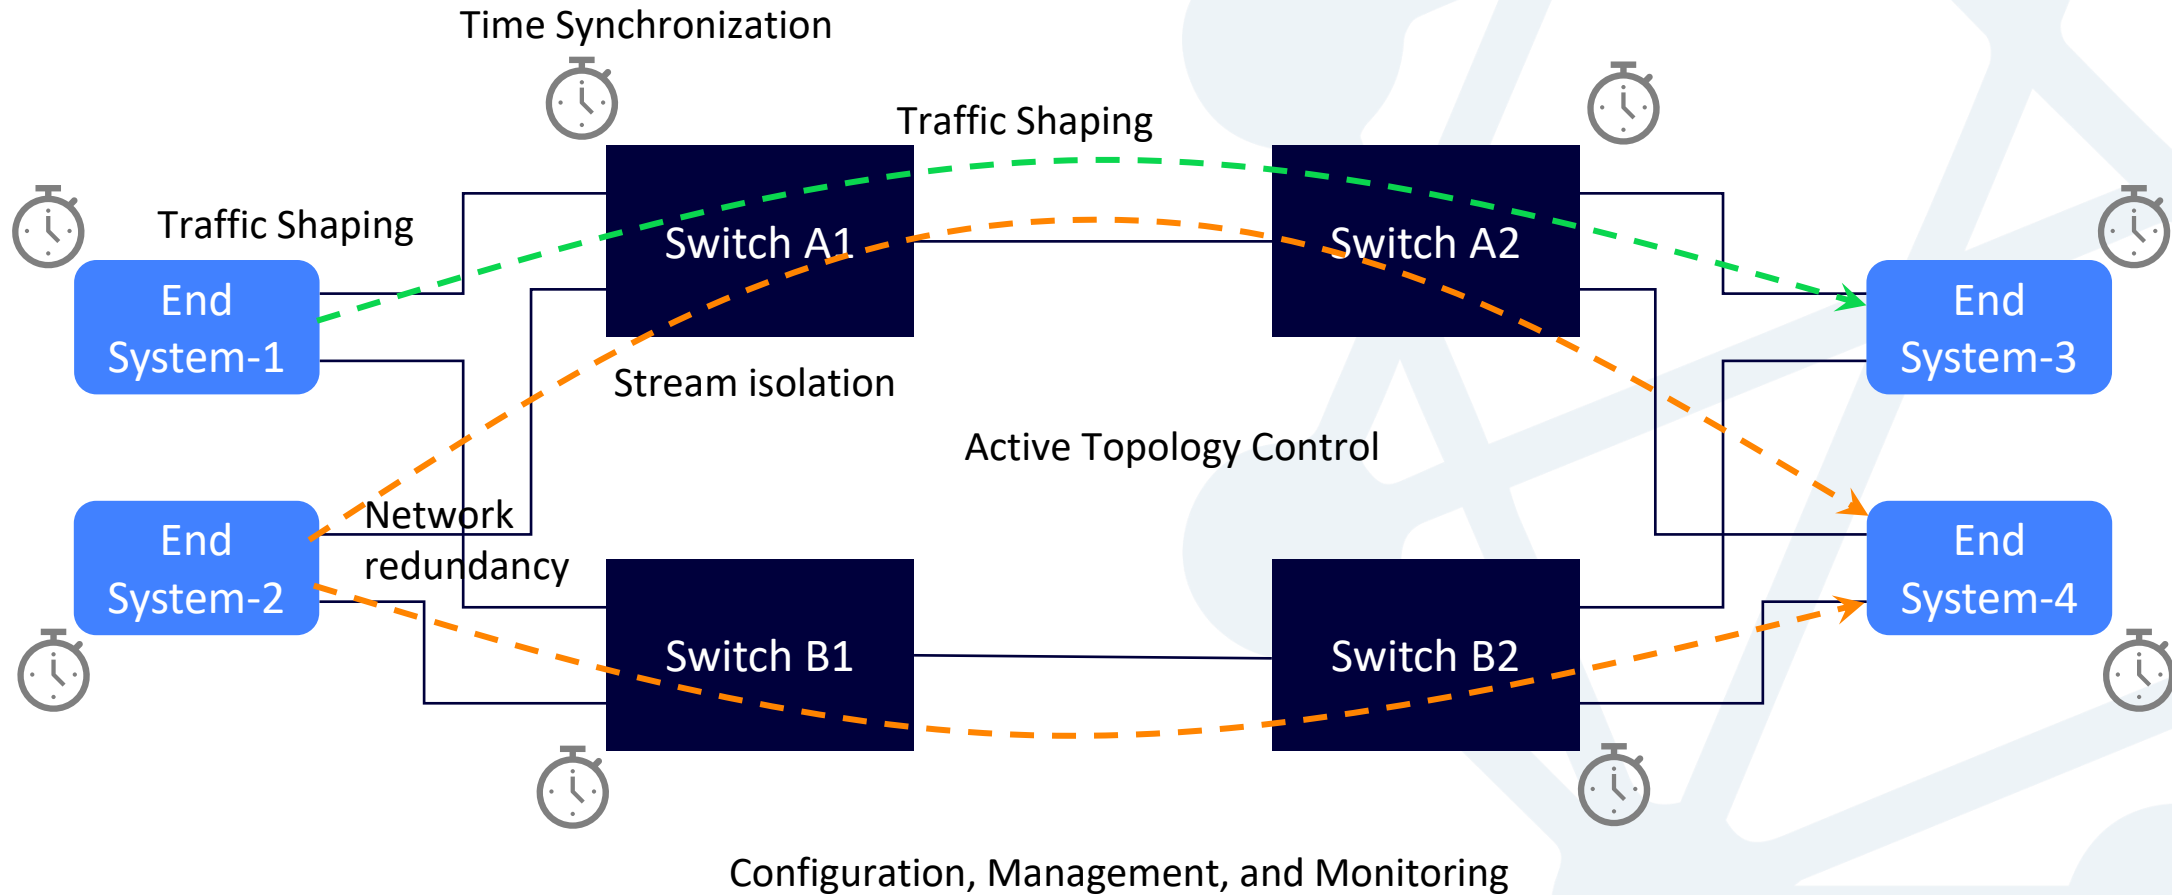 Time Synchronization
Traffic Shaping
Traffic Shaping
Switch A1
Switch A2
End
System-1
End
System-3
Stream isolation
Active Topology Control
Network
redundancy
End
System-2
End
System-4
Switch B1
Switch B2
Configuration, Management, and Monitoring